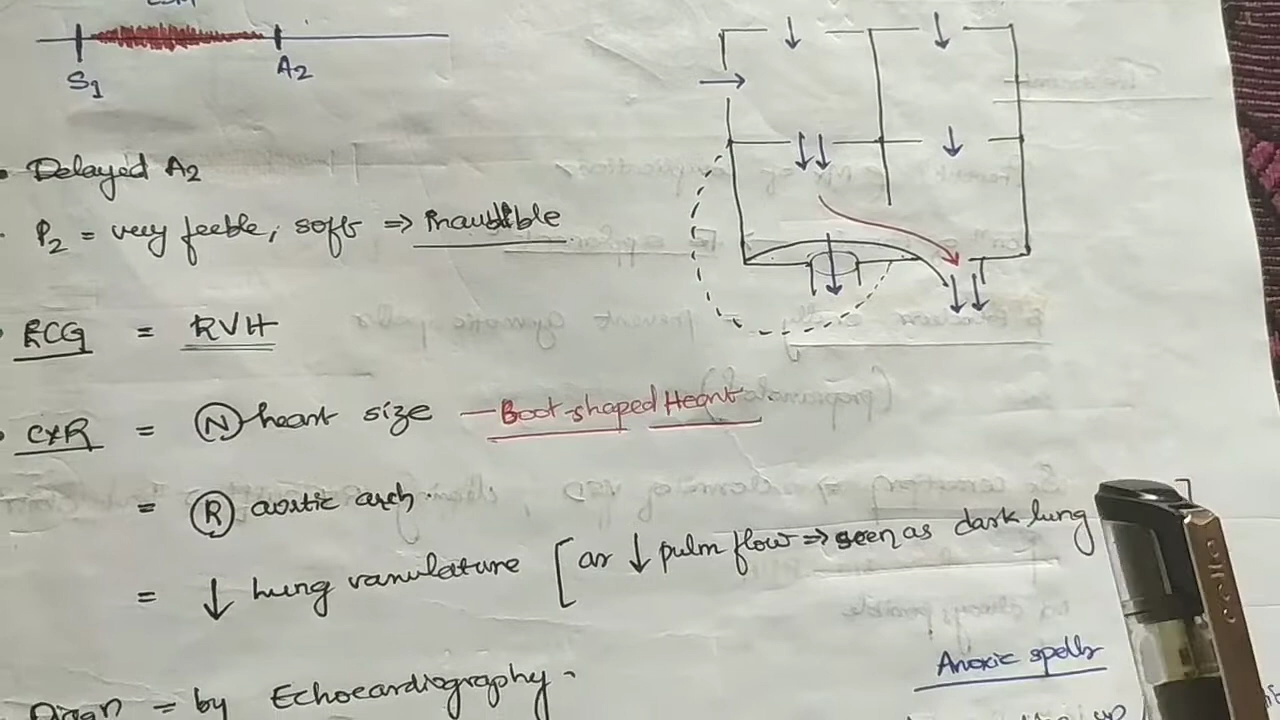 S1 A2
• Delayed A2
P2 = very feeble, soft ⇒ inaudible
• ECG = RVH
• CXR = Ⓝ heart size — Boot-shaped Heart
= Ⓡ aortic arch.
= ↓ lung vasculature [as ↓ pulm flow ⇒ seen as dark lung]
Diagn = by Echocardiography.
Anoxic spells
cello